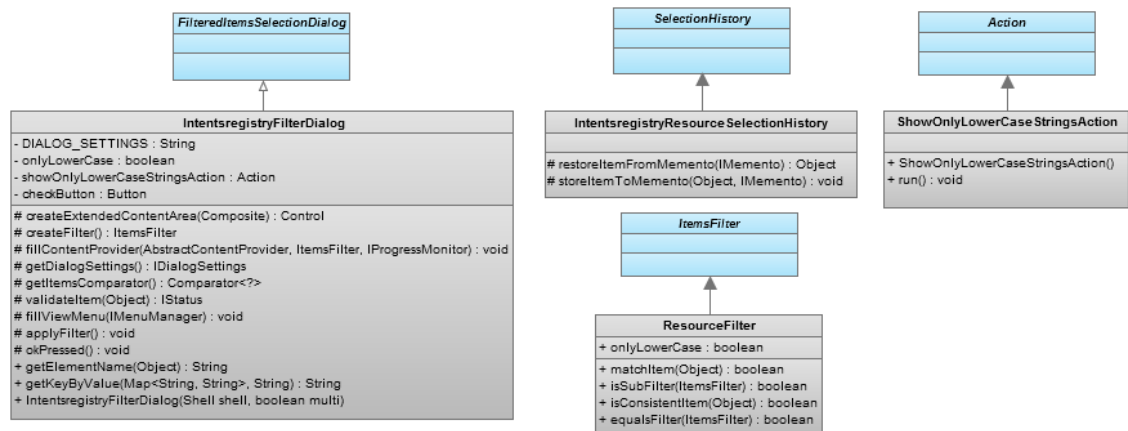 FilteredItemsSelectionDialog
IntentsregistryFilterDialog
- DIALOG_SETTINGS : String
- onlyLowerCase : boolean
- showOnlyLowerCaseStringsAction : Action
- checkButton : Button
# createExtendedContentArea(Composite) : Control
# createFilter() : ItemsFilter
# fillContentProvider(AbstractContentProvider, ItemsFilter, IProgressMonitor) : void
# getDialogSettings() : IDialogSettings
# getItemsComparator() : Comparator<?>
# validateItem(Object) : IStatus
# fillViewMenu(IMenuManager) : void
# applyFilter() : void
# okPressed() : void
+ getElementName(Object) : String
+ getKeyByValue(Map<String, String>, String) : String
+ IntentsregistryFilterDialog(Shell shell, boolean multi)
SelectionHistory
IntentsregistryResourceSelectionHistory
# restoreItemFromMemento(IMemento) : Object
# storeItemToMemento(Object, IMemento) : void
Action
ShowOnlyLowerCaseStringsAction
+ ShowOnlyLowerCaseStringsAction()
+ run() : void
ItemsFilter
ResourceFilter
+ onlyLowerCase : boolean
+ matchItem(Object) : boolean
+ isSubFilter(ItemsFilter) : boolean
+ isConsistentItem(Object) : boolean
+ equalsFilter(ItemsFilter) : boolean